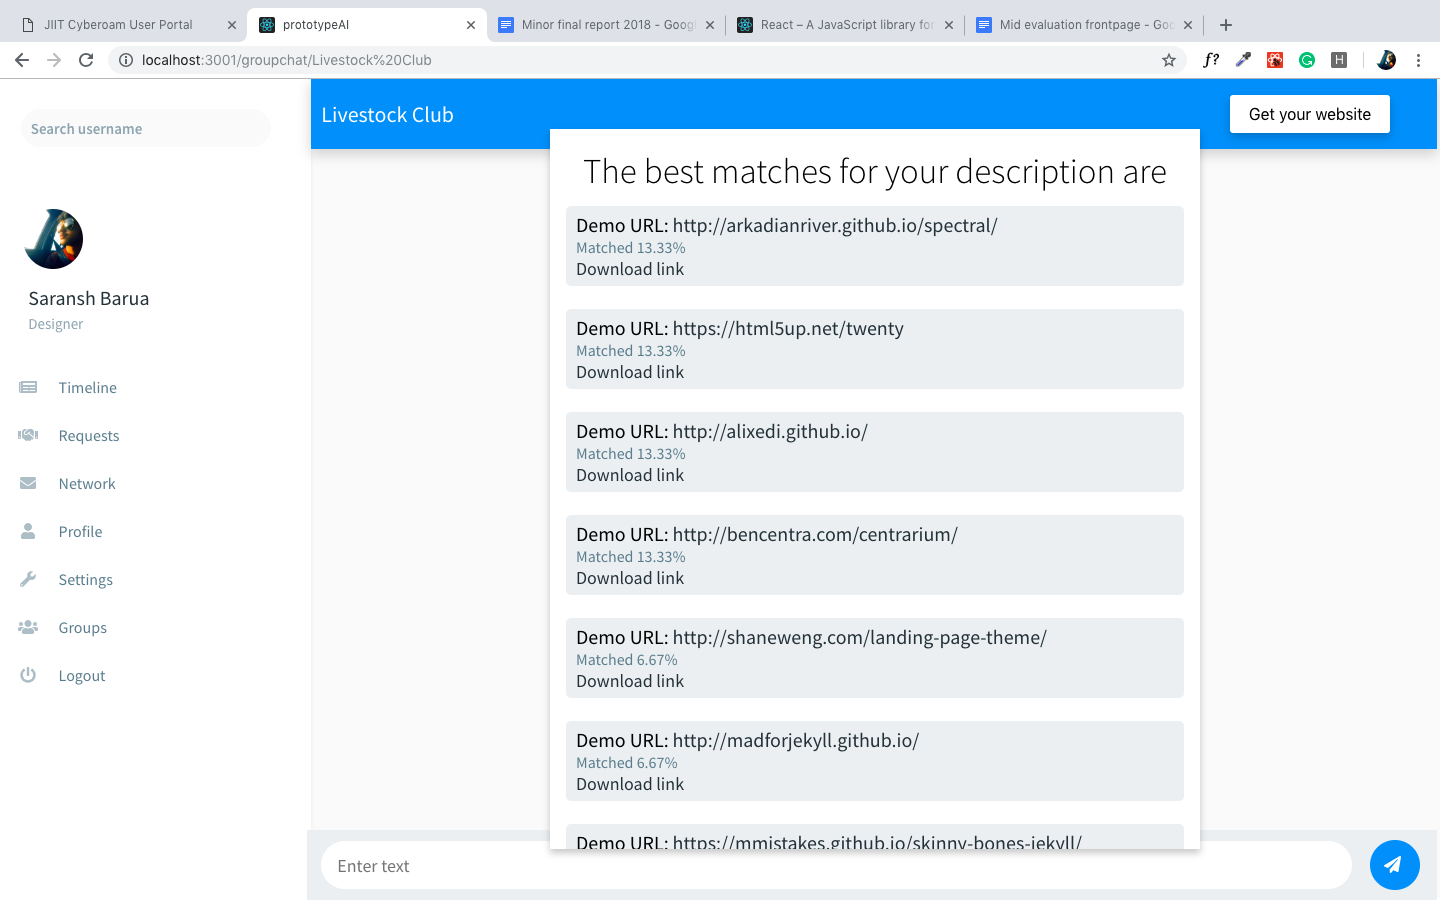 JIIT Cyberoam User Portal
prototypeAI
Minor final report 2018 - Goog
React – A JavaScript library for
Mid evaluation frontpage - Goo
localhost:3001/groupchat/Livestock%20Club
f?
H
Search username
Livestock Club
Get your website
The best matches for your description are
Demo URL: http://arkadianriver.github.io/spectral/
Matched 13.33%
Download link
Demo URL: https://html5up.net/twenty
Matched 13.33%
Download link
Demo URL: http://alixedi.github.io/
Matched 13.33%
Download link
Demo URL: http://bencentra.com/centrarium/
Matched 13.33%
Download link
Demo URL: http://shaneweng.com/landing-page-theme/
Matched 6.67%
Download link
Demo URL: http://madforjekyll.github.io/
Matched 6.67%
Download link
Demo URL: https://mmistakes.github.io/skinny-bones-jekyll/
Saransh Barua
Designer
Timeline
Requests
Network
Profile
Settings
Groups
Logout
Enter text